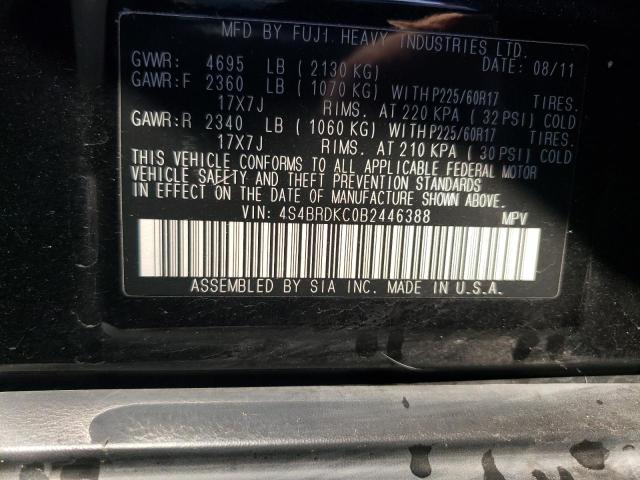 MFD BY FUJI HEAVY INDUSTRIES LTD.
GVWR: 4695 LB (2130 KG) DATE: 08/11
GAWR:F 2360 LB (1070 KG) WITH P225/60R17 TIRES.
17X7J RIMS. AT 220 KPA (32 PSI) COLD
GAWR:R 2340 LB (1060 KG) WITH P225/60R17 TIRES.
17X7J RIMS. AT 210 KPA (30 PSI) COLD
THIS VEHICLE CONFORMS TO ALL APPLICABLE FEDERAL MOTOR
VEHICLE SAFETY AND THEFT PREVENTION STANDARDS
IN EFFECT ON THE DATE OF MANUFACTURE SHOWN ABOVE.
VIN: 4S4BRDKC0B2446388 MPV
ASSEMBLED BY SIA INC. MADE IN U.S.A.